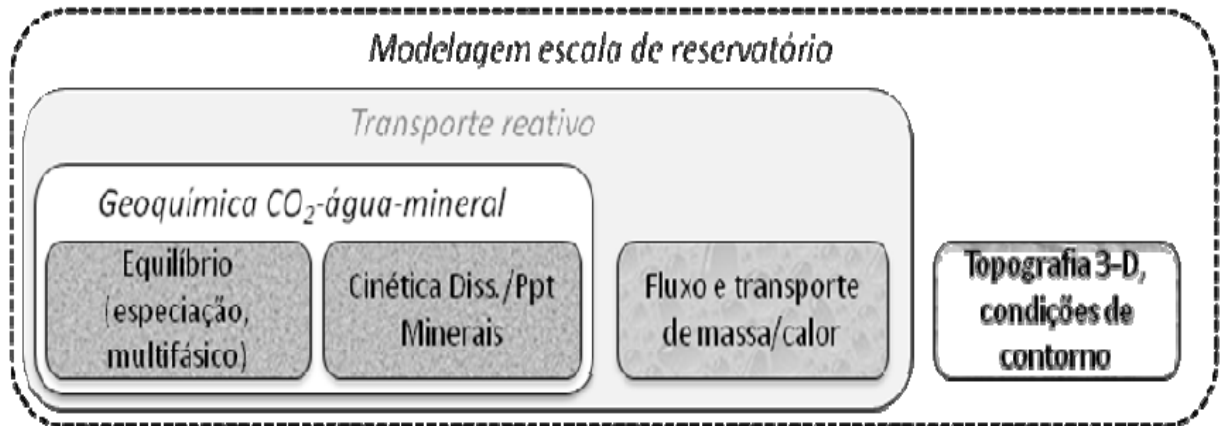 Modelagem escala de reservatório
Transporte reativo
Geoquímica CO₂-água-mineral
Equilíbrio
(especiação,
multifásico)
Cinética Diss./Ppt
Minerais
Fluxo e transporte
de massa/calor
Topografia 3-D,
condições de
contorno